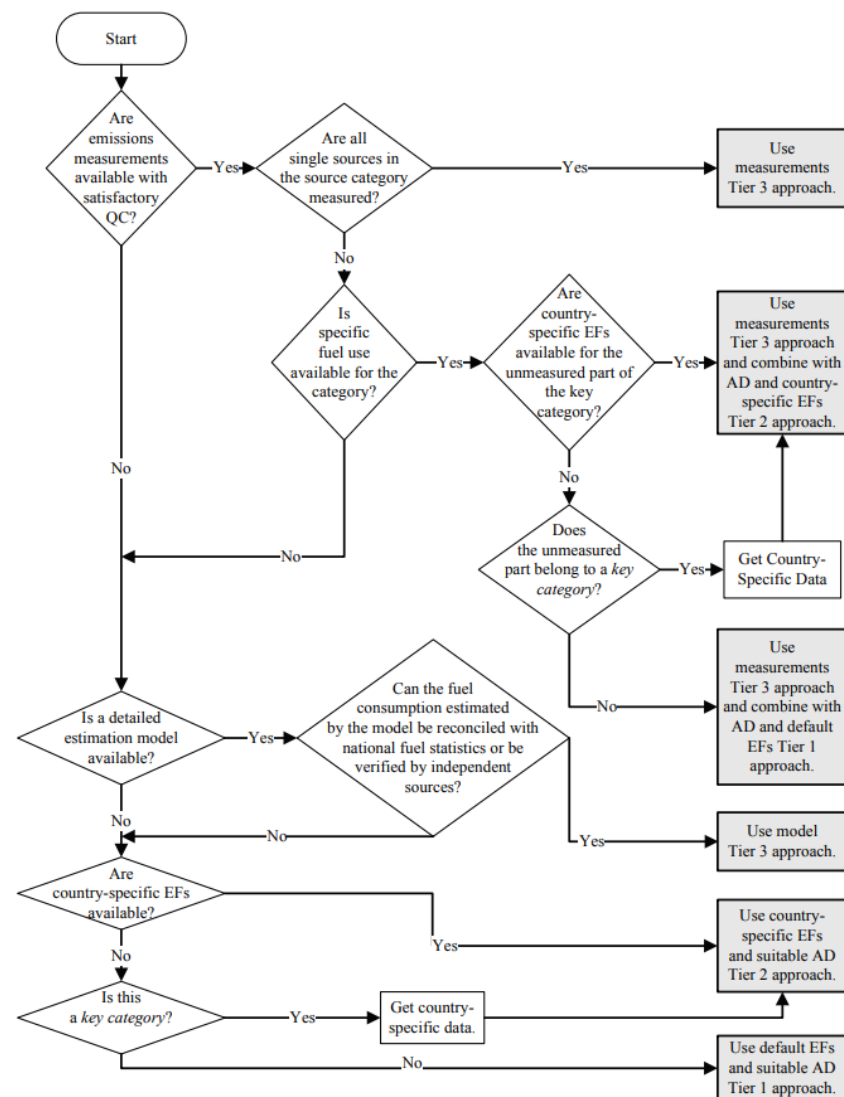 Start
Are
emissions
measurements
available with
satisfactory
QC?
Yes
Are all
single sources in
the source category
measured?
Yes
Use
measurements
Tier 3 approach.
No
No
Is
specific
fuel use
available for the
category?
Yes
Are
country-
specific EFs
available for the
unmeasured part of
the key
category?
Yes
Use
measurements
Tier 3 approach
and combine with
AD and country-
specific EFs
Tier 2 approach.
No
No
Does
the unmeasured
part belong to a key
category?
Yes
Get Country-
Specific Data
No
Use
measurements
Tier 3 approach
and combine with
AD and default
EFs Tier 1
approach.
Is a detailed
estimation model
available?
Yes
Can the fuel
consumption estimated
by the model be reconciled with
national fuel statistics or be
verified by independent
sources?
No
No
Yes
Use model
Tier 3 approach.
Are
country-specific EFs
available?
Yes
Use country-
specific EFs
and suitable AD
Tier 2 approach.
No
Is this
a key category?
Yes
Get country-
specific data.
No
Use default EFs
and suitable AD
Tier 1 approach.